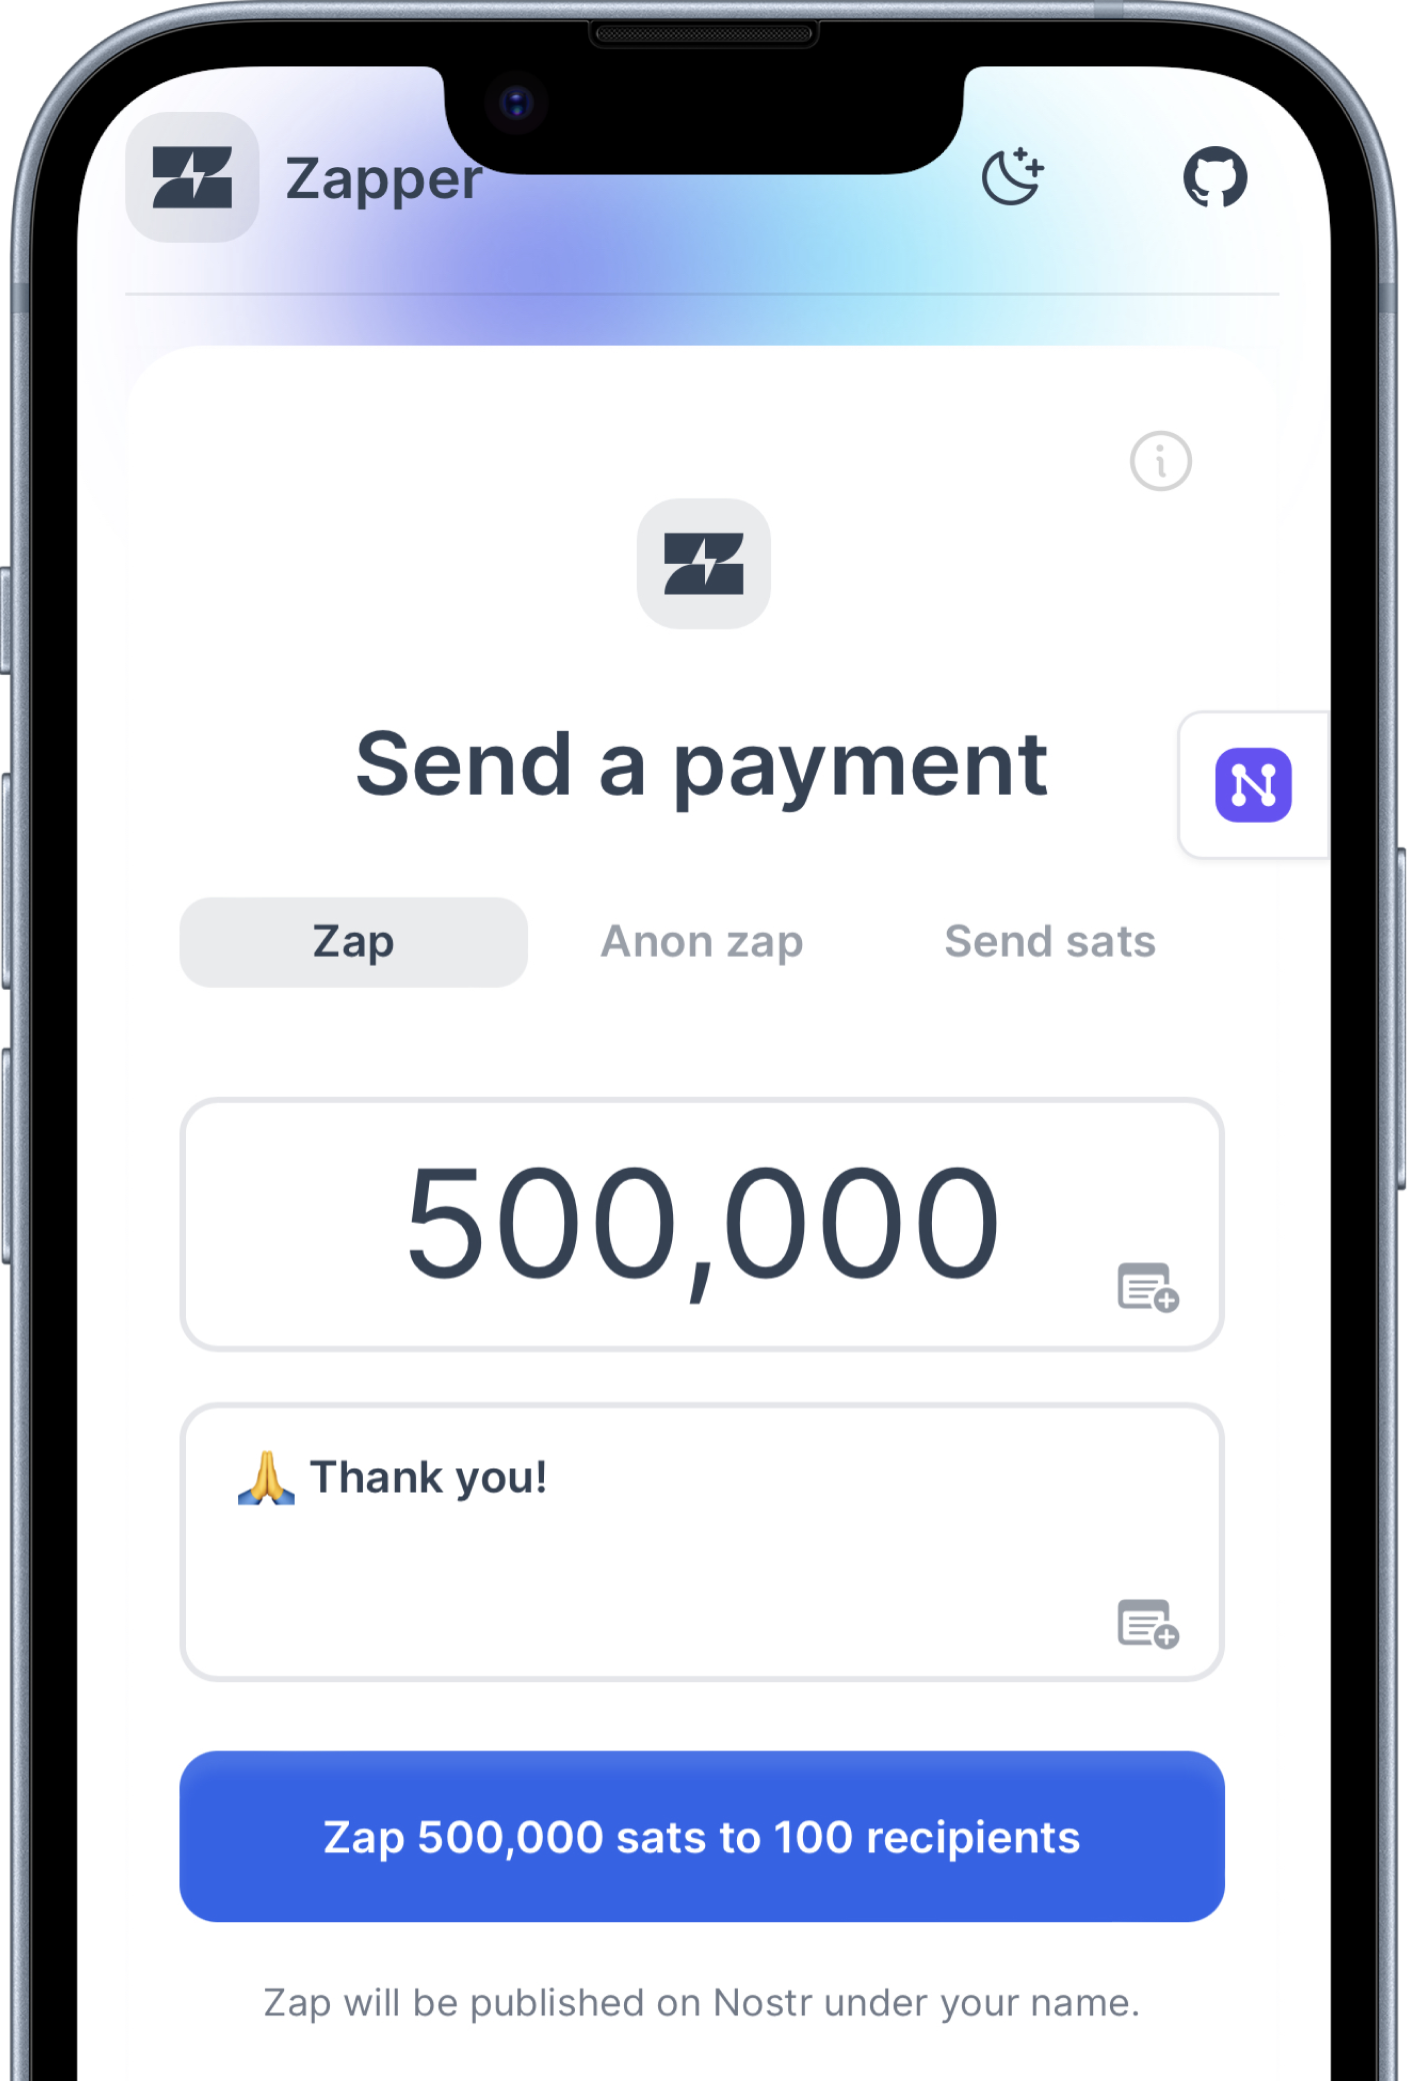 Zapper
Send a payment
Zap Anon zap Send sats
500,000
🙏 Thank you!
Zap 500,000 sats to 100 recipients
Zap will be published on Nostr under your name.